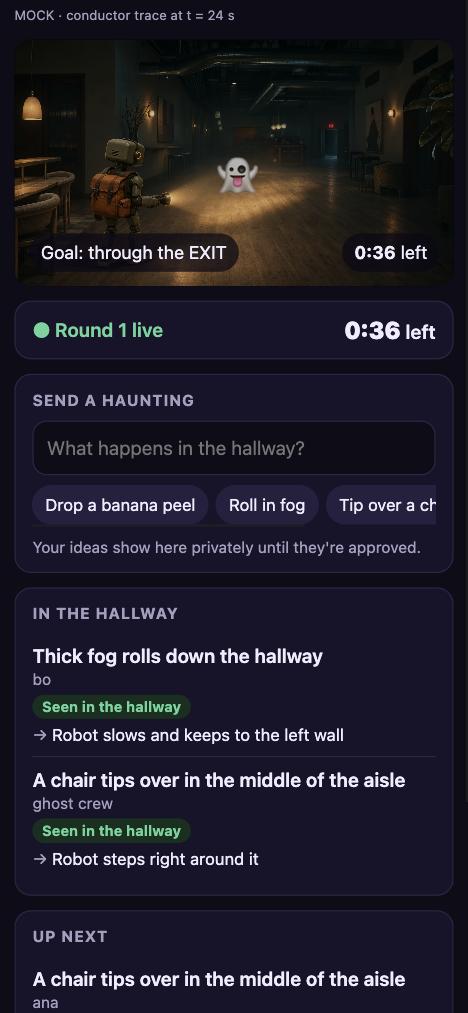 MOCK · conductor trace at t = 24 s
Goal: through the EXIT
0:36 left
Round 1 live
0:36 left
SEND A HAUNTING
What happens in the hallway?
Drop a banana peel
Roll in fog
Tip over a ch
Your ideas show here privately until they're approved.
IN THE HALLWAY
Thick fog rolls down the hallway
bo
Seen in the hallway
→ Robot slows and keeps to the left wall
A chair tips over in the middle of the aisle
ghost crew
Seen in the hallway
→ Robot steps right around it
UP NEXT
A chair tips over in the middle of the aisle
ana